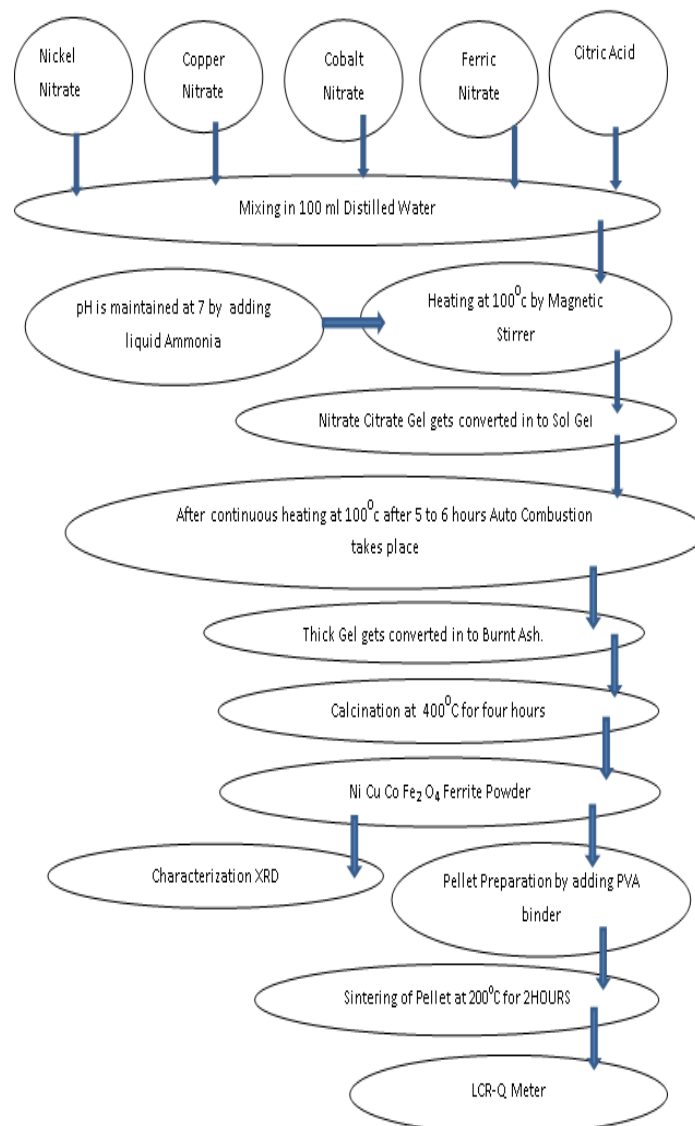 Nickel
Nitrate
Copper
Nitrate
Cobalt
Nitrate
Ferric
Nitrate
Citric Acid
Mixing in 100 ml Distilled Water
pH is maintained at 7 by adding
liquid Ammonia
Heating at 100⁰c by Magnetic
Stirrer
Nitrate Citrate Gel gets converted in to Sol Gel
After continuous heating at 100⁰c after 5 to 6 hours Auto Combustion
takes place
Thick Gel gets converted in to Burnt Ash.
Calcination at 400⁰C for four hours
Ni Cu Co Fe₂ O₄ Ferrite Powder
Characterization XRD
Pellet Preparation by adding PVA
binder
Sintering of Pellet at 200⁰C for 2HOURS
LCR-Q Meter